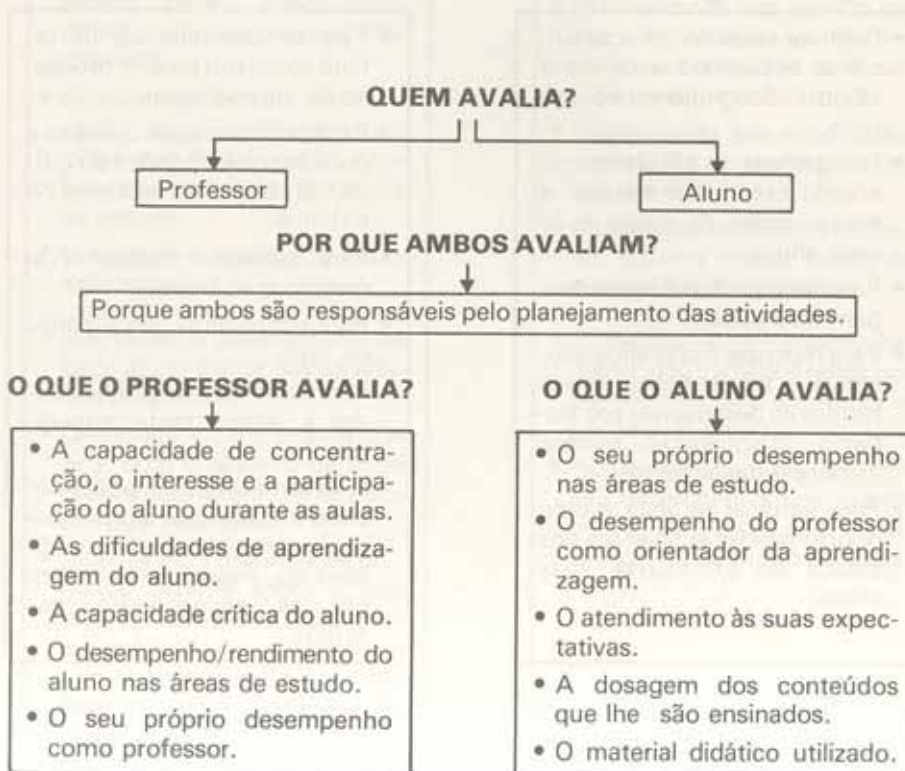 QUEM AVALIA?
Professor
Aluno
POR QUE AMBOS AVALIAM?
Porque ambos são responsáveis pelo planejamento das atividades.
O QUE O PROFESSOR AVALIA?
• A capacidade de concentra-
ção, o interesse e a participa-
ção do aluno durante as aulas.
• As dificuldades de aprendiza-
gem do aluno.
• A capacidade crítica do aluno.
• O desempenho/rendimento do
aluno nas áreas de estudo.
• O seu próprio desempenho
como professor.
O QUE O ALUNO AVALIA?
• O seu próprio desempenho
nas áreas de estudo.
• O desempenho do professor
como orientador da aprendi-
zagem.
• O atendimento às suas expec-
tativas.
• A dosagem dos conteúdos
que lhe são ensinados.
• O material didático utilizado.